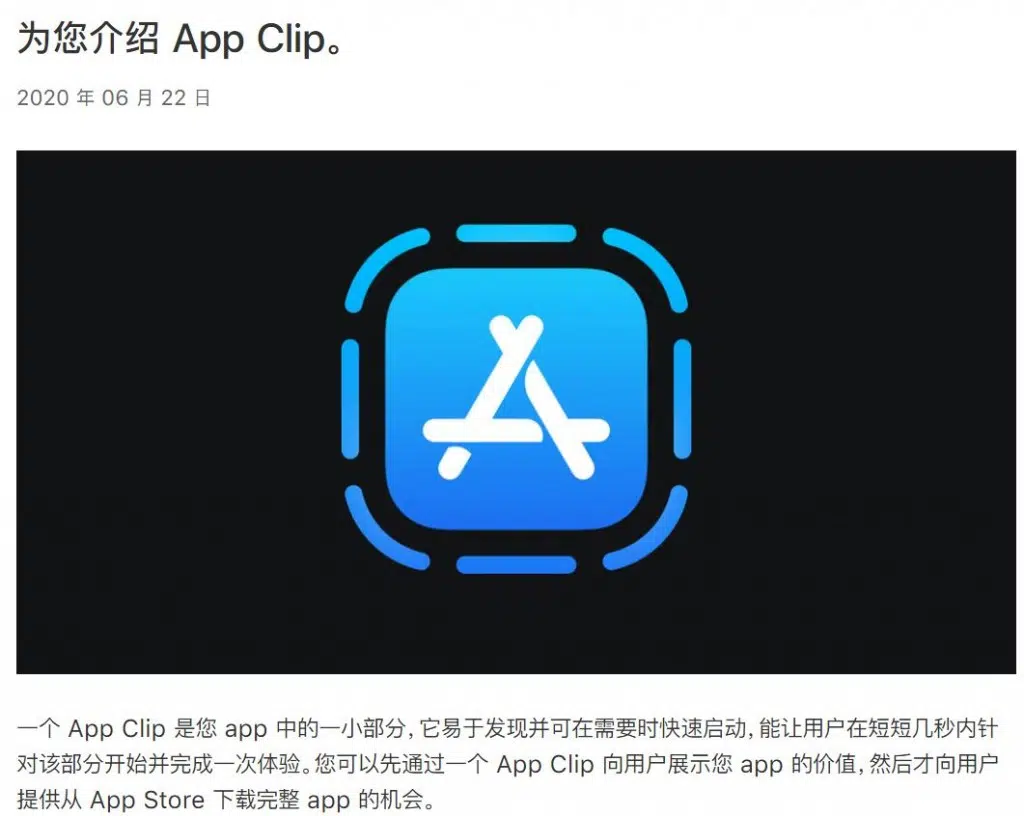 为您介绍 App Clip。
2020 年 06 月 22 日
一个 App Clip 是您 app 中的一小部分，它易于发现并可在需要时快速启动，能让用户在短短几秒内针
对该部分开始并完成一次体验。您可以先通过一个 App Clip 向用户展示您 app 的价值，然后才向用户
提供从 App Store 下载完整 app 的机会。